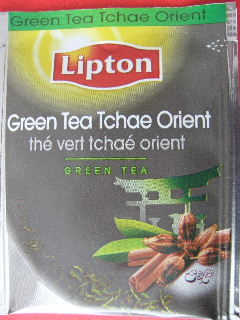 Green Tea Tchae Orient
Lipton
Green Tea Tchae Orient
thé vert tchaé orient
GREEN TEA